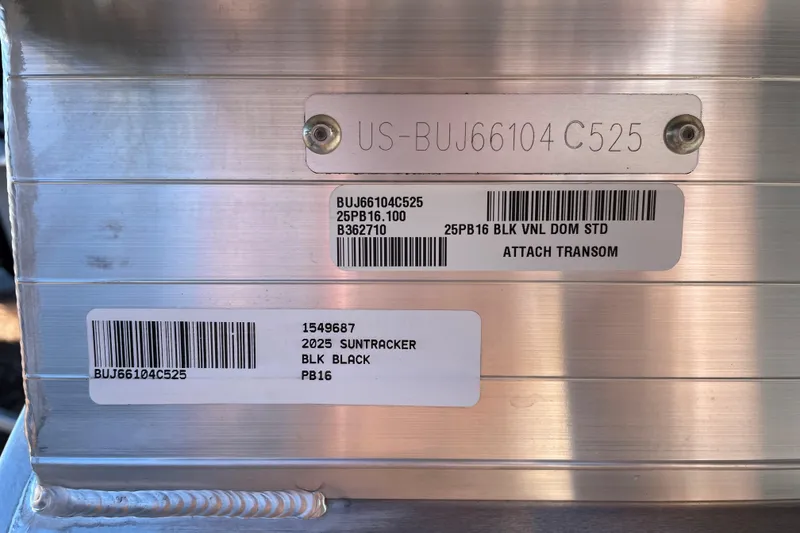 US-BUJ66104C525
BUJ66104C525
25PB16.100
B362710 25PB16 BLK VNL DOM STD
ATTACH TRANSOM
1549687
2025 SUNTRACKER
BLK BLACK
BUJ66104C525 PB16